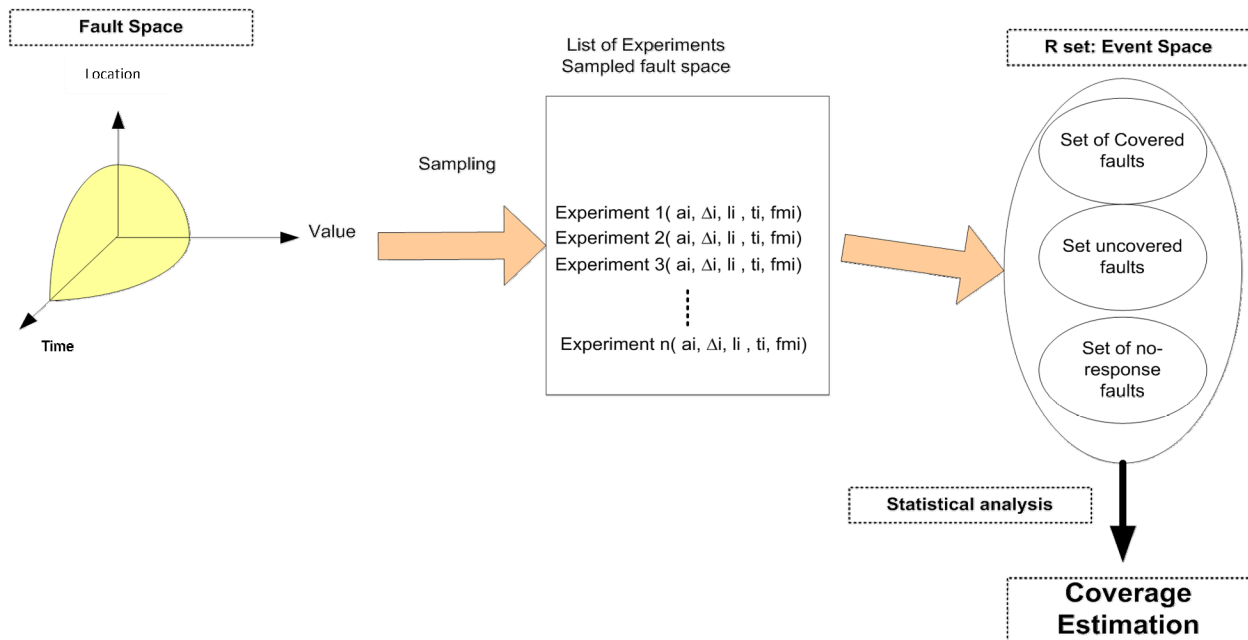 Fault Space
Location
Value
Time
Sampling
List of Experiments
Sampled fault space
Experiment 1( ai, Δi, li , ti, fmi)
Experiment 2( ai, Δi, li , ti, fmi)
Experiment 3( ai, Δi, li , ti, fmi)
Experiment n( ai, Δi, li , ti, fmi)
R set: Event Space
Set of Covered
faults
Set uncovered
faults
Set of no-
response
faults
Statistical analysis
Coverage
Estimation